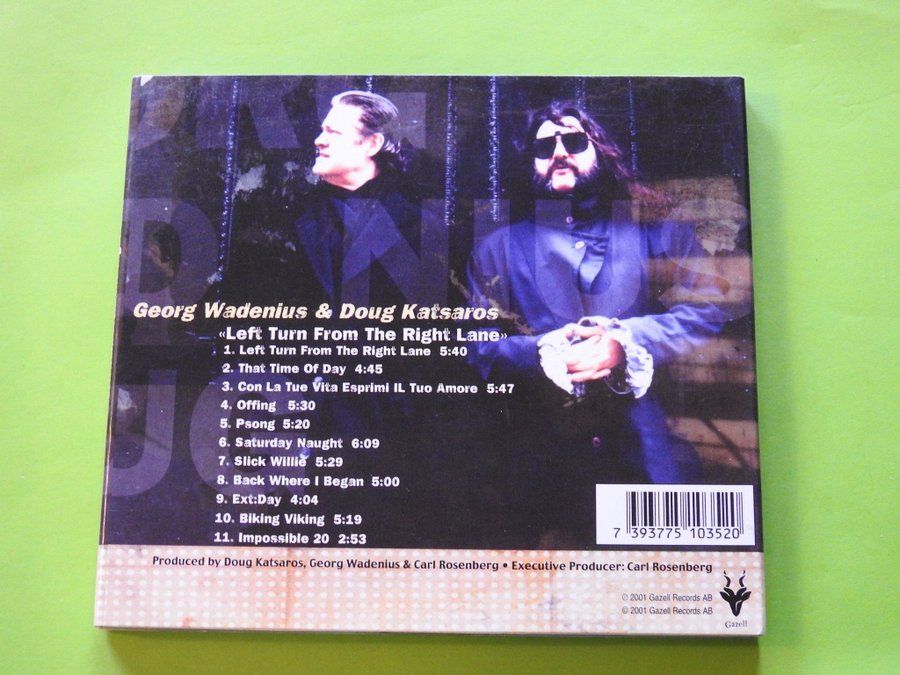 Georg Wadenius & Doug Katsaros
«Left Turn From The Right Lane»
1. Left Turn From The Right Lane 5:40
2. That Time Of Day 4:45
3. Con La Tue Vita Esprimi IL Tuo Amore 5:47
4. Offing 5:30
5. Psong 5:20
6. Saturday Naught 6:09
7. Slick Willie 5:29
8. Back Where I Began 5:00
9. Ext:Day 4:04
10. Biking Viking 5:19
11. Impossible 20 2:53
7 393775 103520
Produced by Doug Katsaros, Georg Wadenius & Carl Rosenberg • Executive Producer: Carl Rosenberg
℗ 2001 Gazell Records AB
© 2001 Gazell Records AB
Gazell